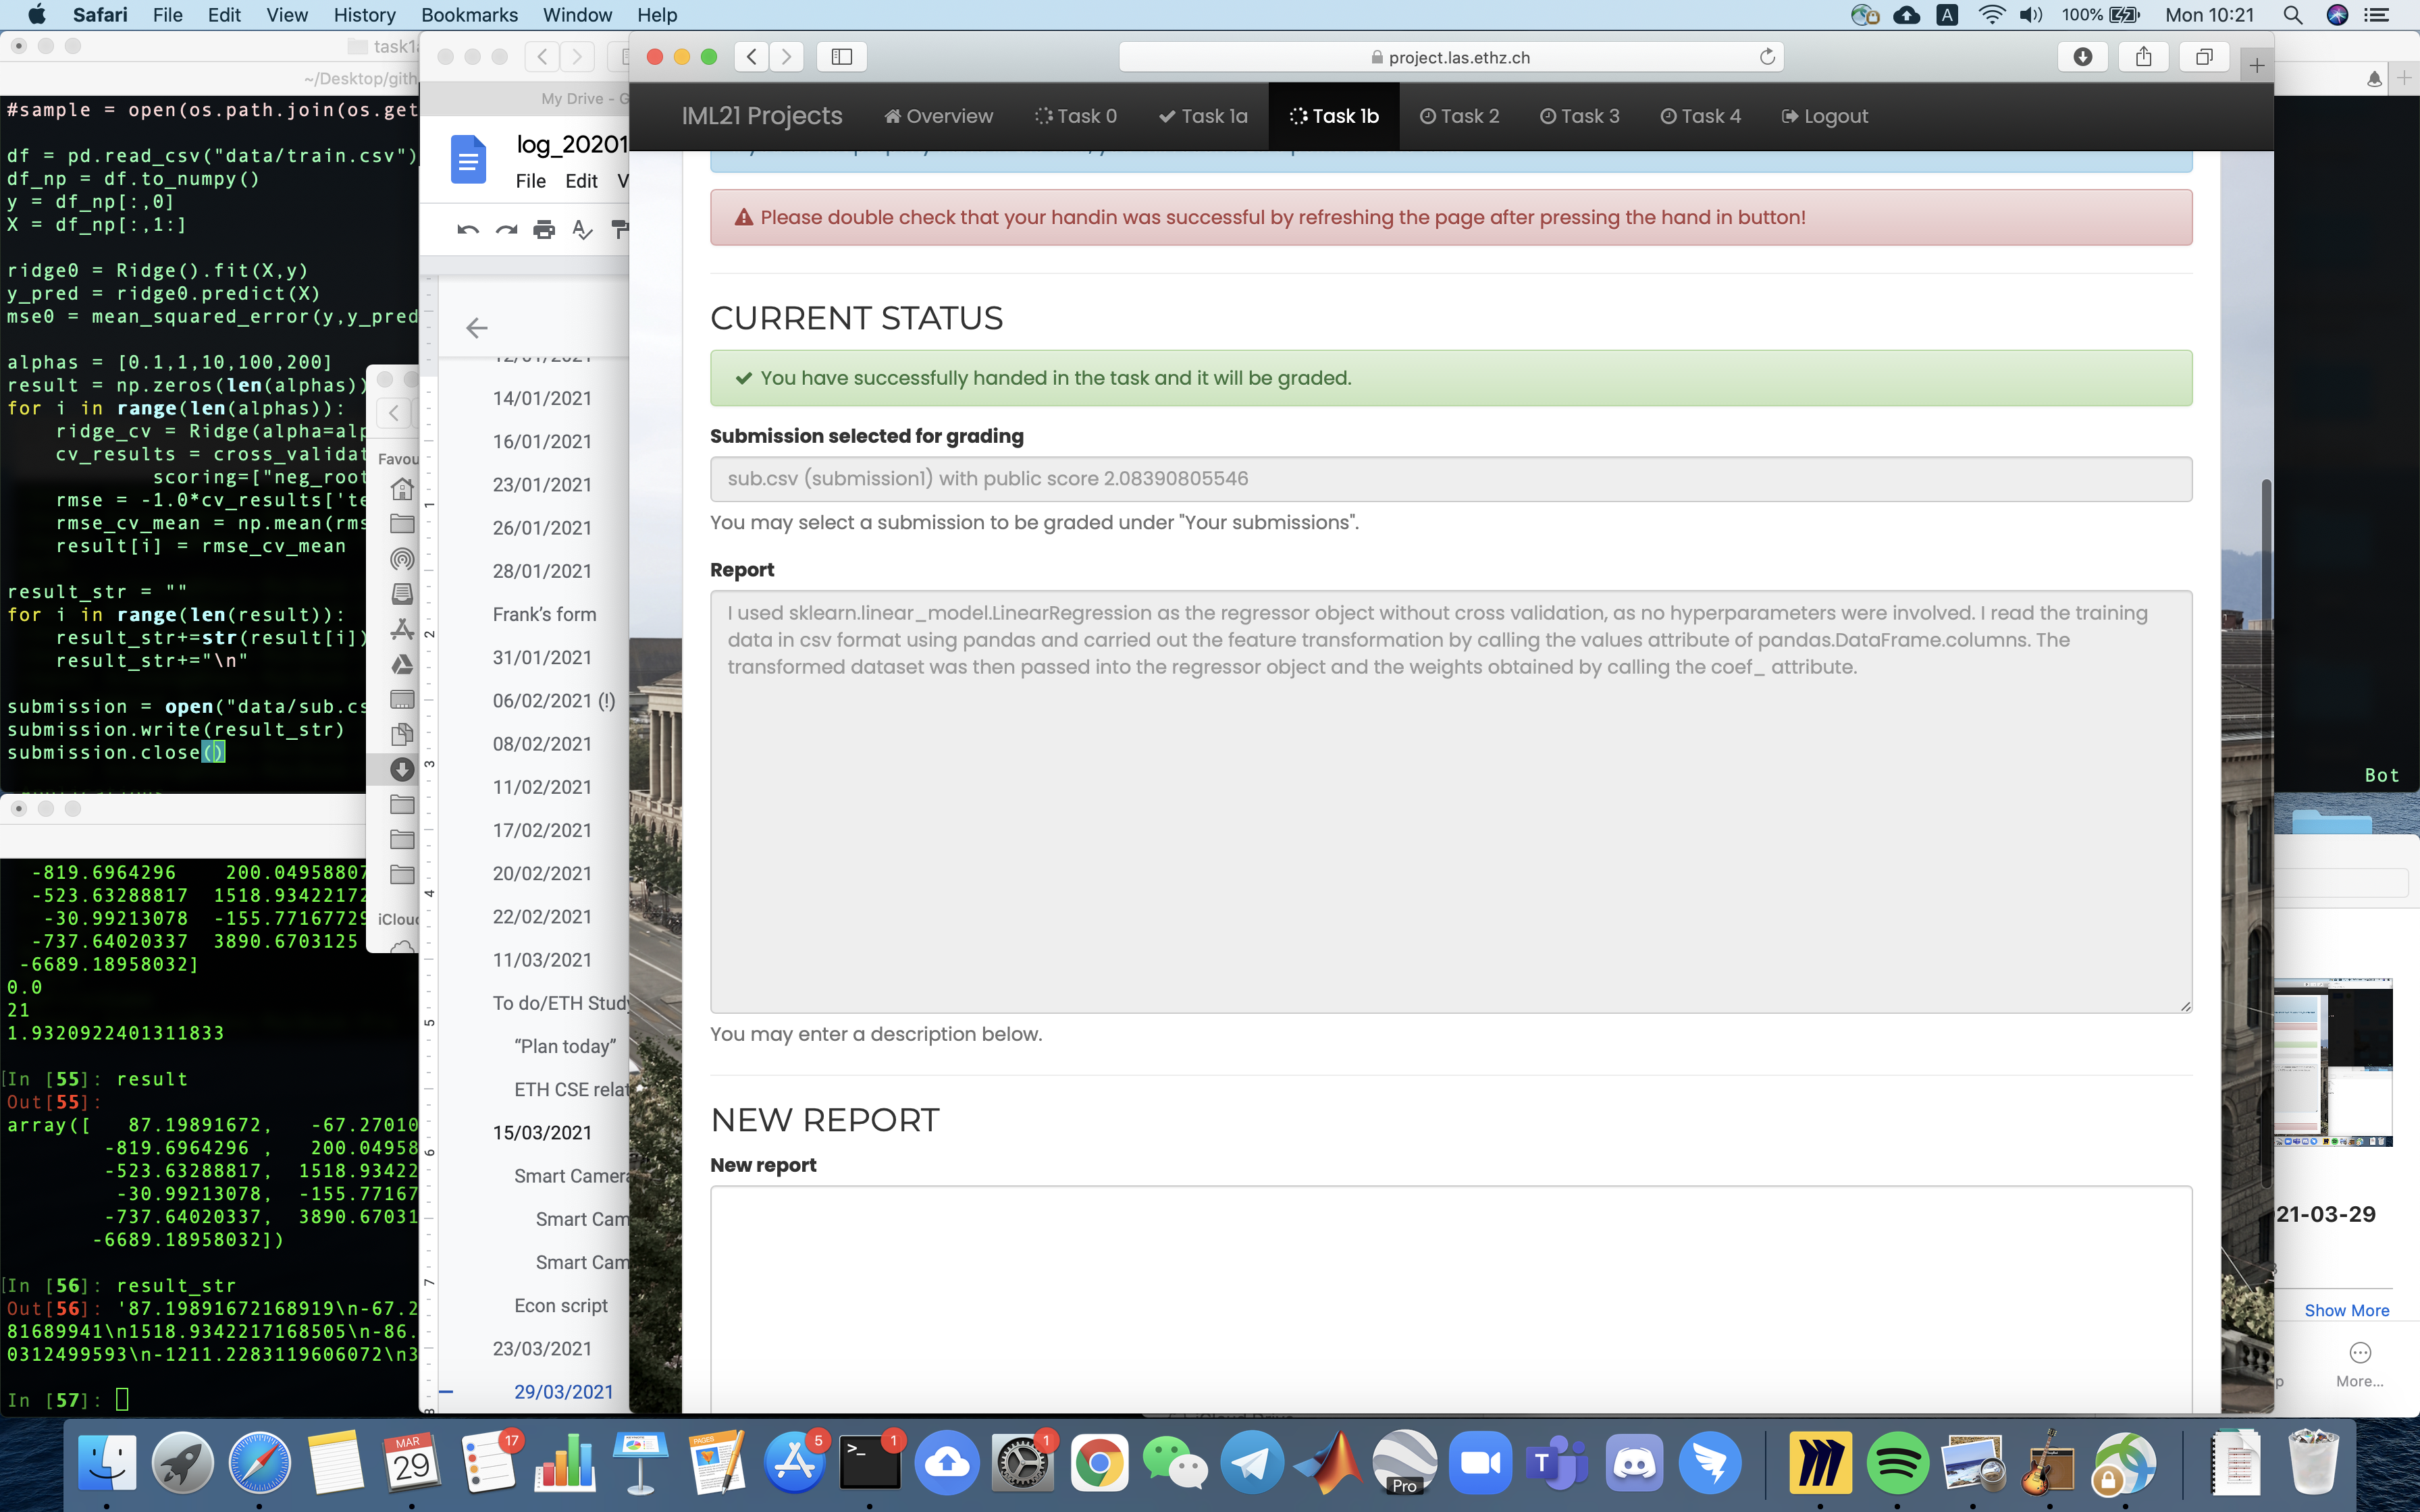 Safari File Edit View History Bookmarks Window Help
100% Mon 10:21
task1
~/Desktop/gith
#sample = open(os.path.join(os.get
df = pd.read_csv("data/train.csv")
df_np = df.to_numpy()
y = df_np[:,0]
X = df_np[:,1:]
ridge0 = Ridge().fit(X,y)
y_pred = ridge0.predict(X)
mse0 = mean_squared_error(y,y_pred
alphas = [0.1,1,10,100,200]
result = np.zeros(len(alphas))
for i in range(len(alphas)):
ridge_cv = Ridge(alpha=alp
cv_results = cross_validat
scoring=["neg_root
rmse = -1.0*cv_results['te
rmse_cv_mean = np.mean(rms
result[i] = rmse_cv_mean
result_str = ""
for i in range(len(result)):
result_str+=str(result[i])
result_str+="\n"
submission = open("data/sub.cs
submission.write(result_str)
submission.close()
-819.6964296 200.04958807
-523.63288817 1518.93422172
-30.99213078 -155.77167729
-737.64020337 3890.6703125
-6689.18958032]
0.0
21
1.9320922401311833
[In [55]: result
Out[55]:
array([ 87.19891672, -67.27010
-819.6964296 , 200.04958
-523.63288817, 1518.93422
-30.99213078, -155.77167
-737.64020337, 3890.67031
-6689.18958032])
[In [56]: result_str
Out[56]: '87.19891672168919\n-67.2
81689941\n1518.9342217168505\n-86.
0312499593\n-1211.2283119606072\n3
In [57]:
Favou
iClou
My Drive - G
log_20201
File Edit V
12/01/2021
14/01/2021
16/01/2021
23/01/2021
26/01/2021
28/01/2021
Frank's form
31/01/2021
06/02/2021 (!)
08/02/2021
11/02/2021
17/02/2021
20/02/2021
22/02/2021
11/03/2021
To do/ETH Study
“Plan today”
ETH CSE relat
15/03/2021
Smart Camera
Smart Cam
Smart Cam
Econ script
23/03/2021
29/03/2021
1
2
3
4
5
6
7
8
project.las.ethz.ch
IML21 Projects Overview Task 0 Task 1a Task 1b Task 2 Task 3 Task 4 Logout
Please double check that your handin was successful by refreshing the page after pressing the hand in button!
CURRENT STATUS
You have successfully handed in the task and it will be graded.
Submission selected for grading
sub.csv (submission1) with public score 2.08390805546
You may select a submission to be graded under "Your submissions".
Report
I used sklearn.linear_model.LinearRegression as the regressor object without cross validation, as no hyperparameters were involved. I read the training
data in csv format using pandas and carried out the feature transformation by calling the values attribute of pandas.DataFrame.columns. The
transformed dataset was then passed into the regressor object and the weights obtained by calling the coef_ attribute.
You may enter a description below.
NEW REPORT
New report
Bot
21-03-29
Show More
p
More...
MAR
29
17
PAGES
5
>_
1
1
Pro
T